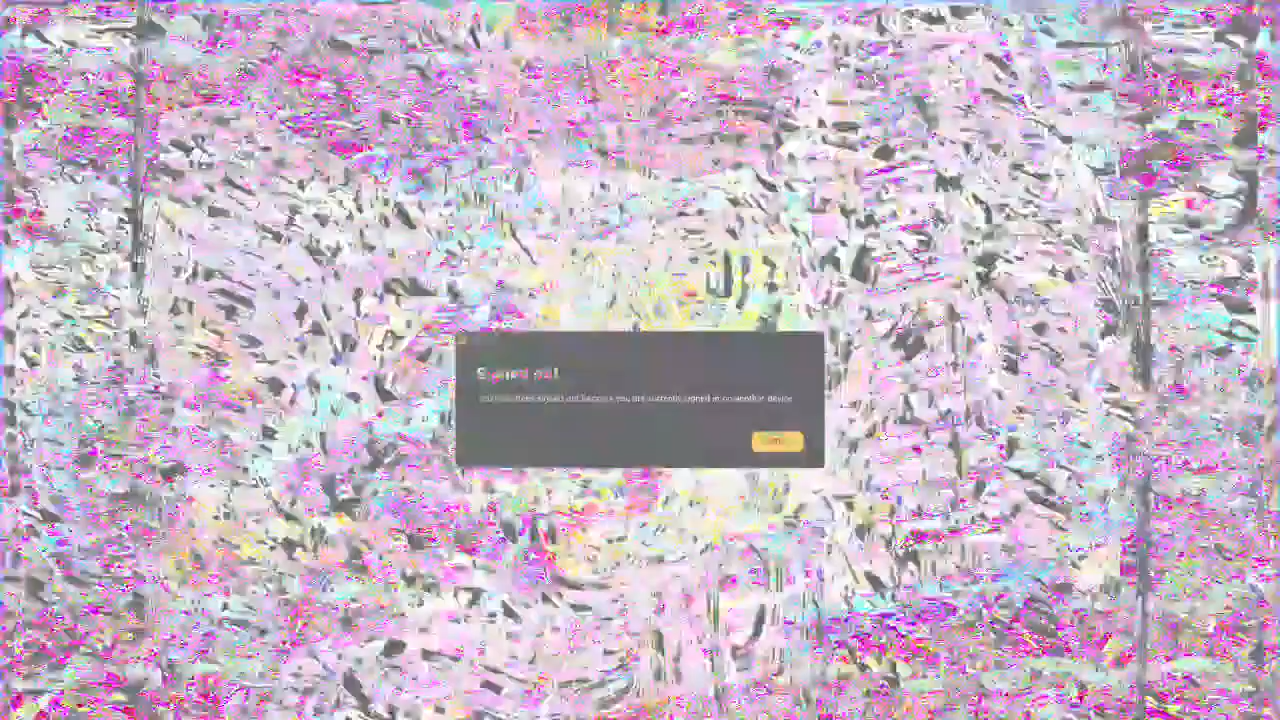 Signed out
You have been signed out because you are currently signed in on another device.